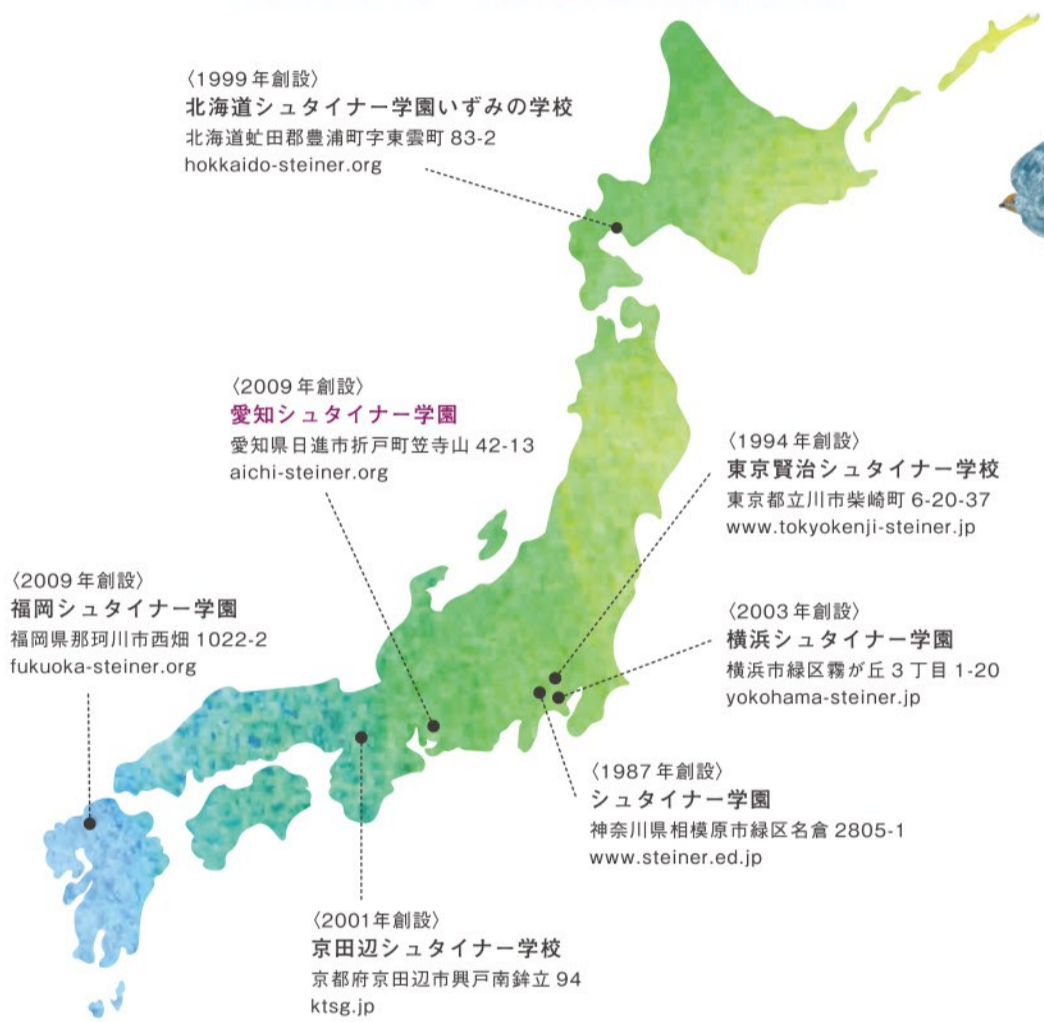 〈1999年創設〉
北海道シュタイナー学園いずみの学校
北海道虻田郡豊浦町字東雲町 83-2
hokkaido-steiner.org
〈2009年創設〉
愛知シュタイナー学園
愛知県日進市折戸町笠寺山 42-13
aichi-steiner.org
〈1994年創設〉
東京賢治シュタイナー学校
東京都立川市柴崎町 6-20-37
www.tokyokenji-steiner.jp
〈2009年創設〉
福岡シュタイナー学園
福岡県那珂川市西畑 1022-2
fukuoka-steiner.org
〈2003年創設〉
横浜シュタイナー学園
横浜市緑区霧が丘 3 丁目 1-20
yokohama-steiner.jp
〈1987年創設〉
シュタイナー学園
神奈川県相模原市緑区名倉 2805-1
www.steiner.ed.jp
〈2001年創設〉
京田辺シュタイナー学校
京都府京田辺市興戸南鉾立 94
ktsg.jp